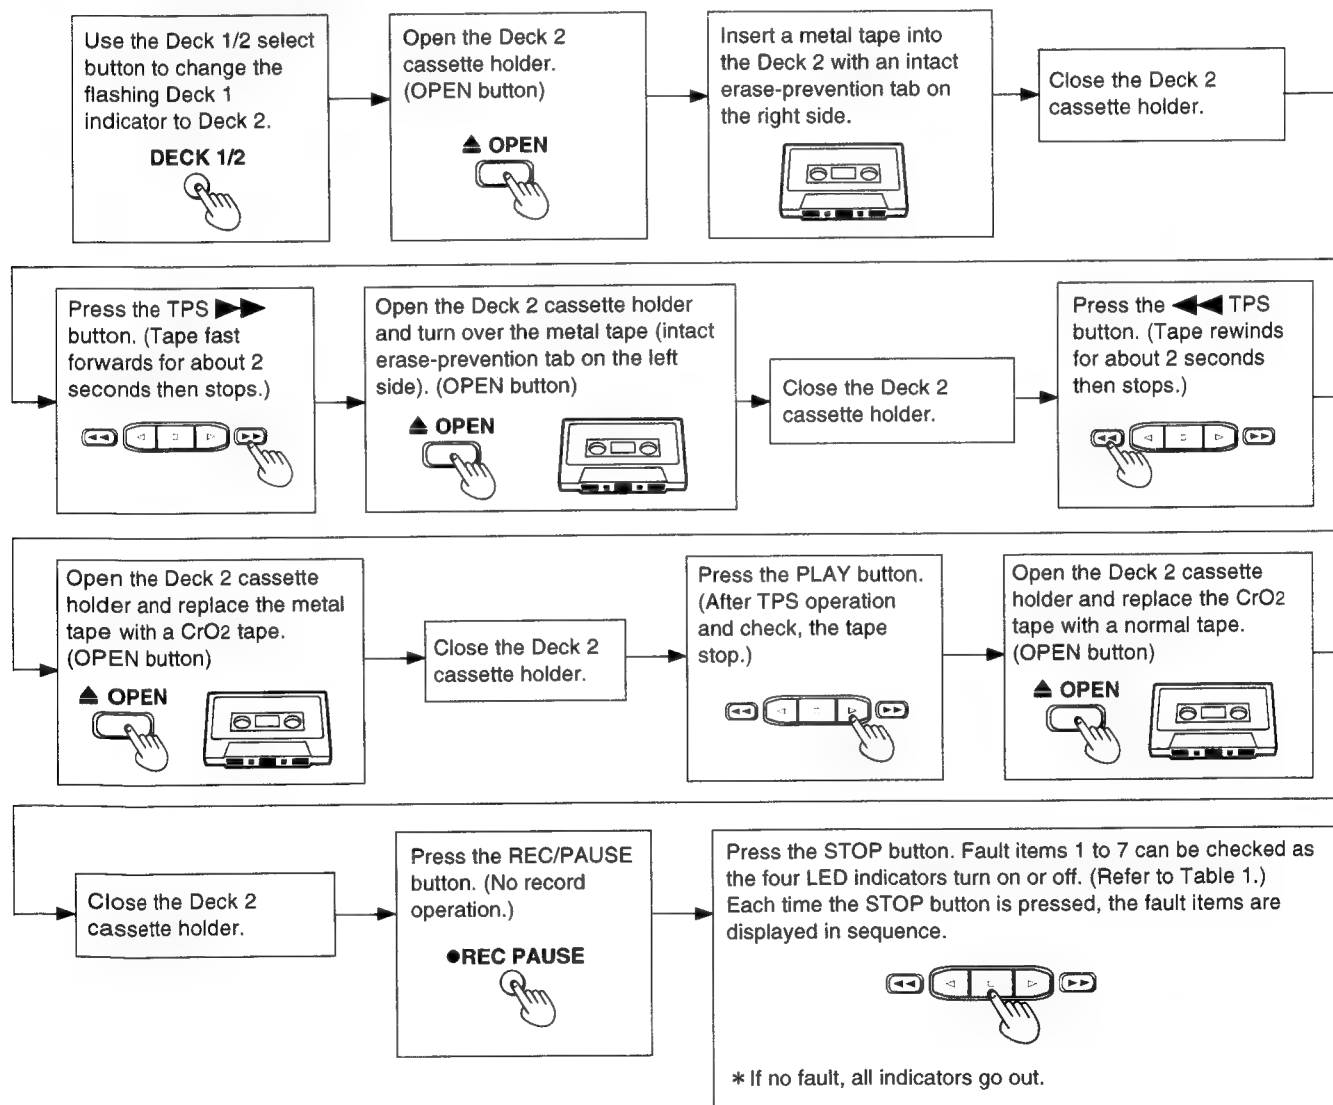 Use the Deck 1/2 select
button to change the
flashing Deck 1
indicator to Deck 2.
DECK 1/2
Open the Deck 2
cassette holder.
(OPEN button)
▲ OPEN
Insert a metal tape into
the Deck 2 with an intact
erase-prevention tab on
the right side.
Close the Deck 2
cassette holder.
Press the TPS ▶▶
button. (Tape fast
forwards for about 2
seconds then stops.)
Open the Deck 2 cassette holder
and turn over the metal tape (intact
erase-prevention tab on the left
side). (OPEN button)
▲ OPEN
Close the Deck 2
cassette holder.
Press the ◀◀ TPS
button. (Tape rewinds
for about 2 seconds
then stops.)
Open the Deck 2 cassette
holder and replace the metal
tape with a CrO2 tape.
(OPEN button)
▲ OPEN
Close the Deck 2
cassette holder.
Press the PLAY button.
(After TPS operation
and check, the tape
stop.)
Open the Deck 2 cassette
holder and replace the CrO2
tape with a normal tape.
(OPEN button)
▲ OPEN
Close the Deck 2
cassette holder.
Press the REC/PAUSE
button. (No record
operation.)
●REC PAUSE
Press the STOP button. Fault items 1 to 7 can be checked as
the four LED indicators turn on or off. (Refer to Table 1.)
Each time the STOP button is pressed, the fault items are
displayed in sequence.
* If no fault, all indicators go out.